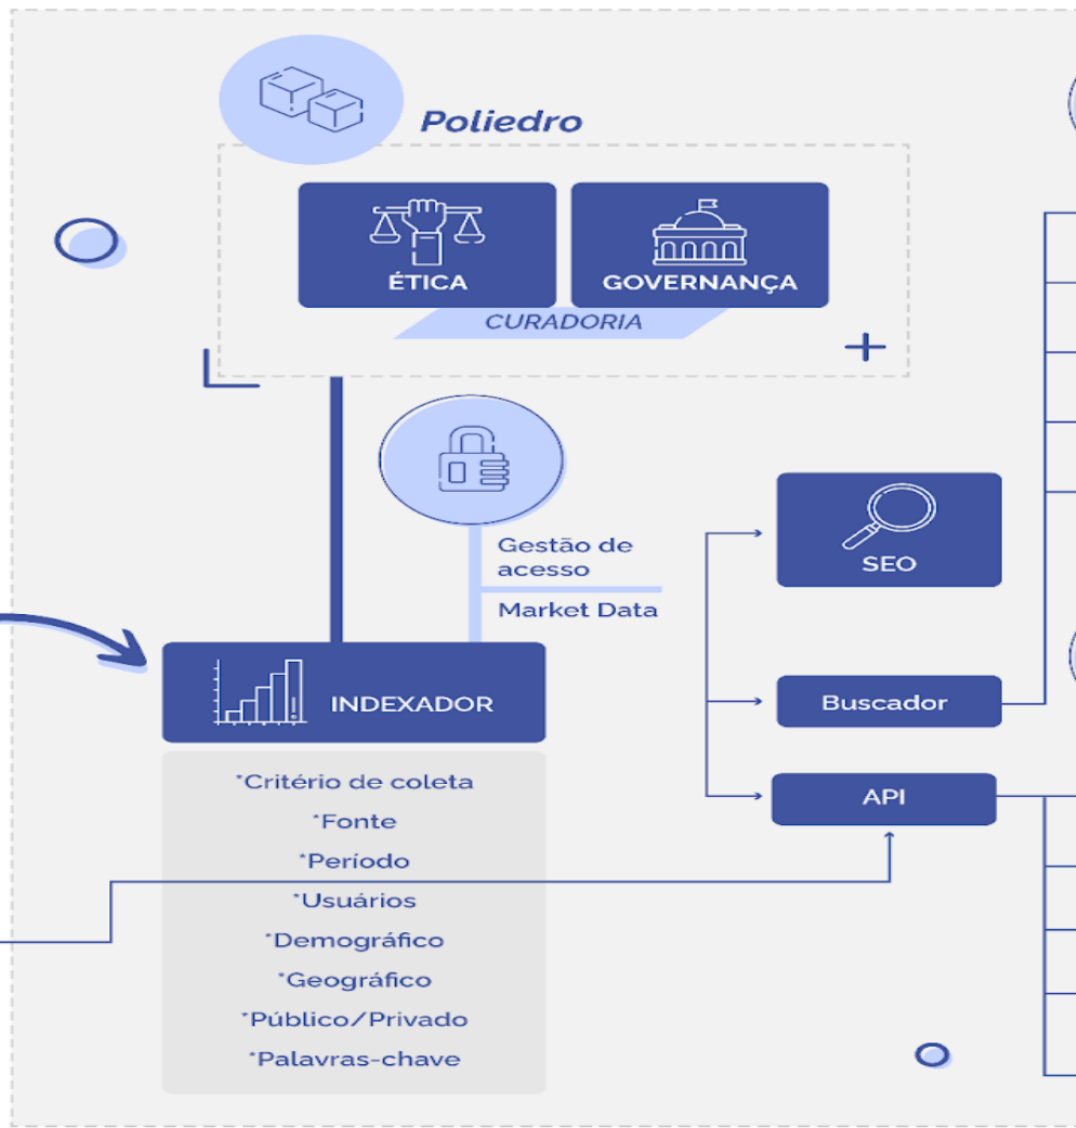 Poliedro
ÉTICA
GOVERNANÇA
CURADORIA
Gestão de
acesso
Market Data
SEO
INDEXADOR
Buscador
API
*Critério de coleta
*Fonte
*Período
*Usuários
*Demográfico
*Geográfico
*Público/Privado
*Palavras-chave